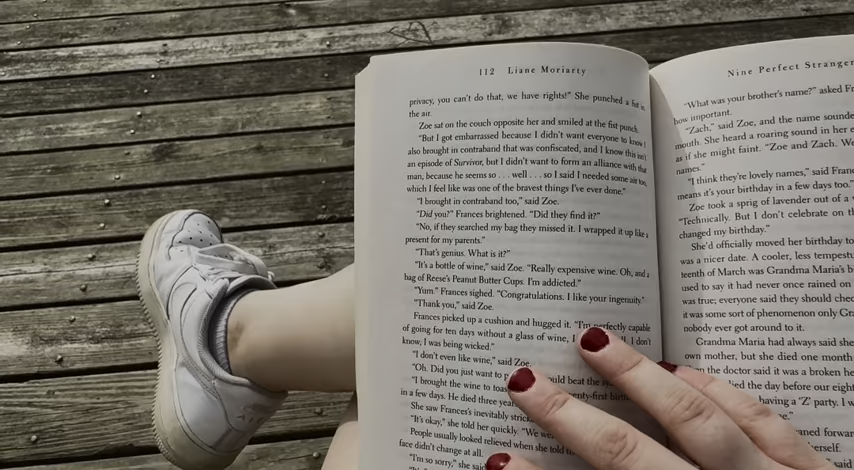 112 Liane Moriarty
privacy, you can't do that, we have rights!" She punched a fist in
the air.
Zoe sat on the couch opposite her and smiled at the fist punch.
"But I got embarrassed because I didn't want everyone to know I
also brought in contraband that was confiscated, and I know this isn't
an episode of Survivor, but I didn't want to form an alliance with that
man, because he seems so . . . well . . . so I said I needed some air too,
which I feel like was one of the bravest things I've ever done."
"I brought in contraband too," said Zoe.
"Did you?" Frances brightened. "Did they find it?"
"No, if they searched my bag they missed it. I wrapped it up like a
present for my parents."
"That's genius. What is it?"
"It's a bottle of wine," said Zoe. "Really expensive wine. Oh, and a
bag of Reese's Peanut Butter Cups. I'm addicted."
"Yum." Frances sighed. "Congratulations. I like your ingenuity."
"Thank you," said Zoe.
Frances picked up a cushion and hugged it. "I'm perfectly capable
of going for ten days without a glass of wine, I I don't
know, I was being wicked."
"I don't even like wine," said Zoe.
"Oh. Did you just want to would beat the
"I brought the wine to
in a few days. He died three
She saw Frances's inevitably
"It's okay," she told her quickly. "We
People usually looked relieved when she told
face didn't change at all.
"I'm so sorry," she said
Nine Perfect
"What was your brother's name?" asked
how important.
"Zach," said Zoe, and the name
mouth. She heard a roaring sound in her
as if she might faint. "Zoe and Zach.
names."
"I think they're lovely names," said
means it's your birthday in a few days too."
Zoe took a sprig of lavender out of a
"Technically. But I don't celebrate on
changed my birthday."
She'd officially moved her birthday to
was a nicer date. A cooler, less
of March was Grandma Maria's
used to say it had never once rained on
was true; everyone said they should
it was some sort of phenomenon only
nobody ever got around to it.
Grandma Maria had always said she
own mother, but she died one month
the doctor said it was a broken
the day before our
having a 'Z' party. I
forward
herself.
said